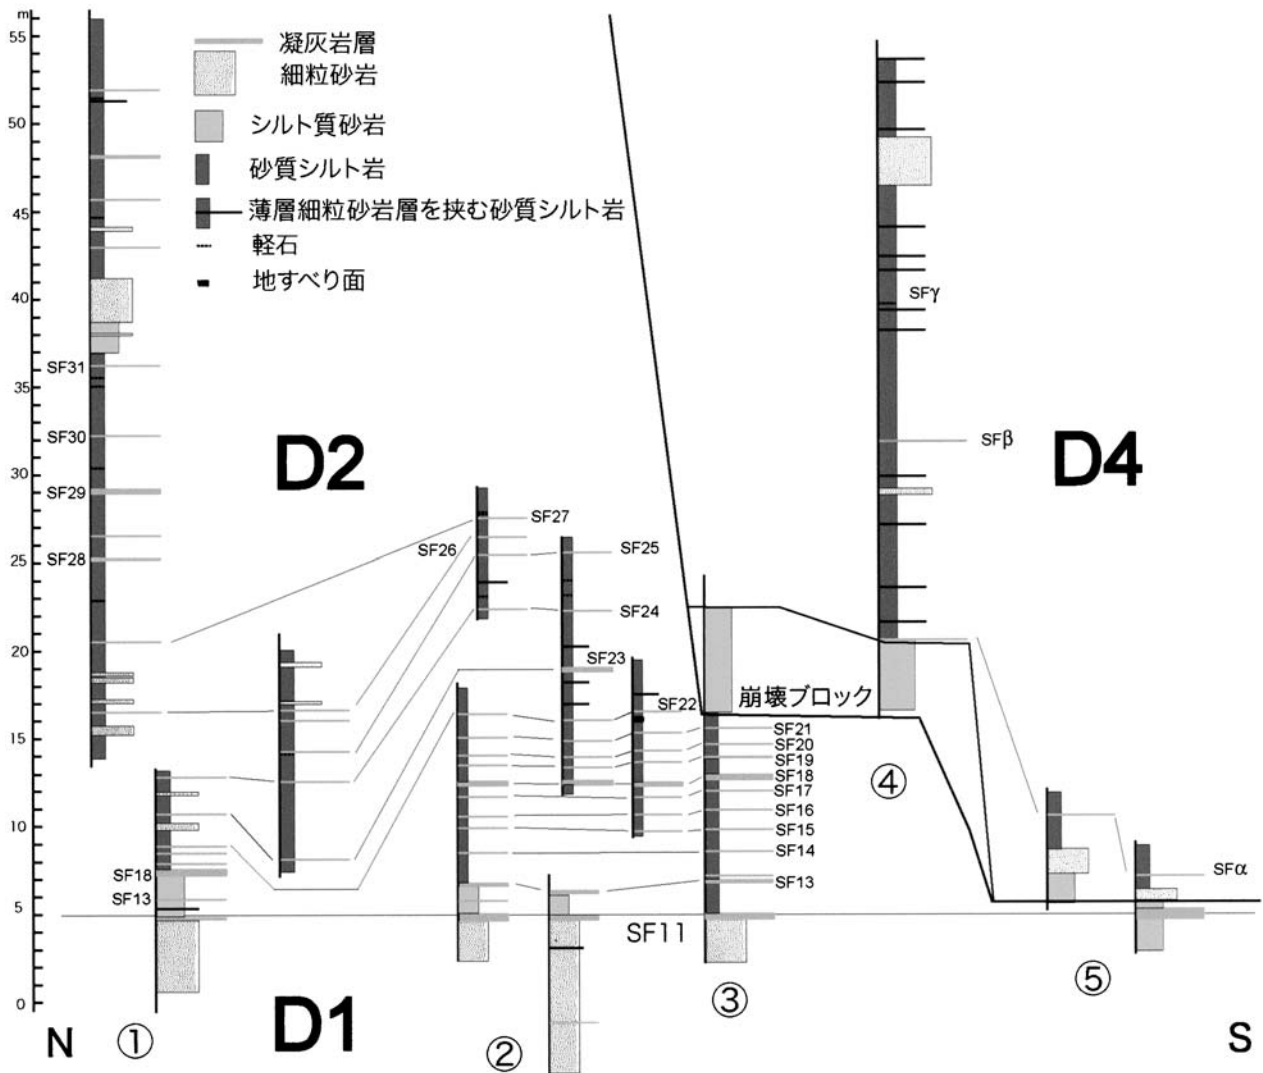 m
55
50
45
40
35
30
25
20
15
10
5
0
凝灰岩層
細粒砂岩
シルト質砂岩
砂質シルト岩
薄層細粒砂岩層を挟む砂質シルト岩
軽石
地すべり面
SF31
SF30
SF29
SF28
SF18
SF13
D2
SF27
SF26
SF25
SF24
SF23
SF22
SF21
SF20
SF19
SF18
SF17
SF16
SF15
SF14
SF13
SF11
崩壊ブロック
D4
SFγ
SFβ
SFα
D1
N
①
②
③
④
⑤
S